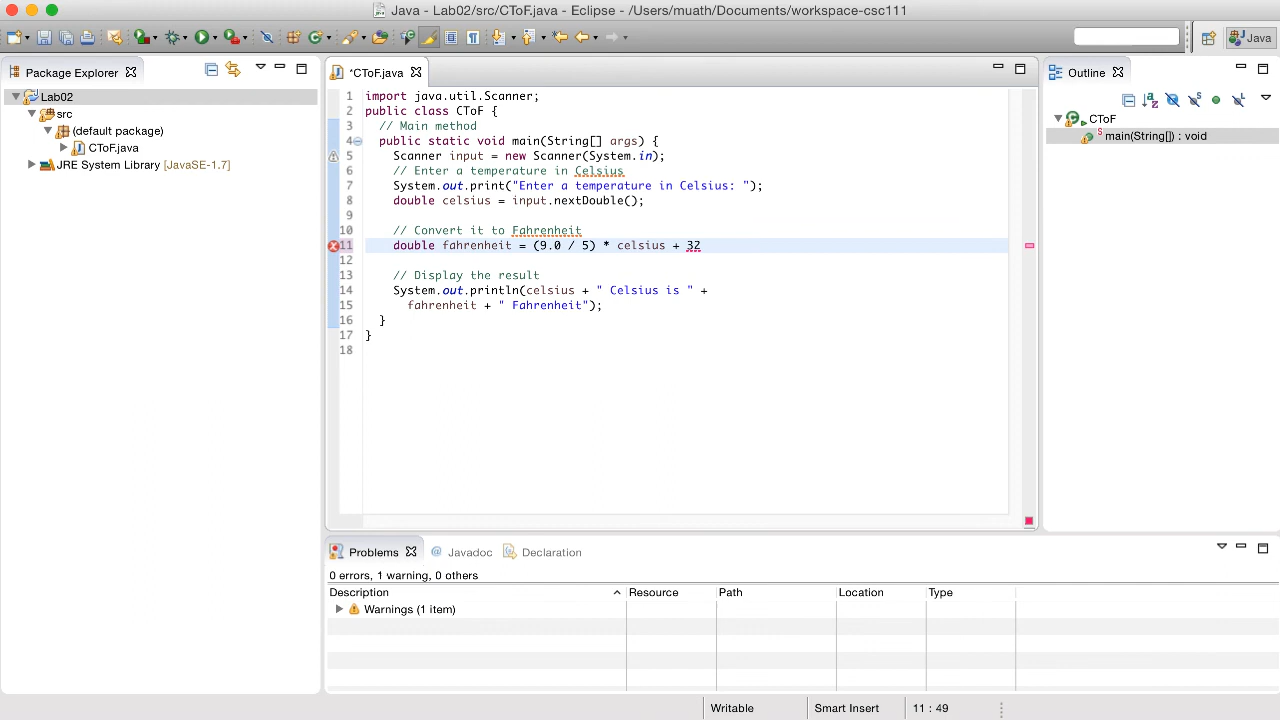 Java - Lab02/src/CToF.java - Eclipse - /Users/muath/Documents/workspace-csc111
Java
Package Explorer
Lab02
src
(default package)
CToF.java
JRE System Library [JavaSE-1.7]
*CToF.java
1 import java.util.Scanner;
2 public class CToF {
3 // Main method
4 public static void main(String[] args) {
5 Scanner input = new Scanner(System.in);
6 // Enter a temperature in Celsius
7 System.out.print("Enter a temperature in Celsius: ");
8 double celsius = input.nextDouble();
9
10 // Convert it to Fahrenheit
11 double fahrenheit = (9.0 / 5) * celsius + 32
12
13 // Display the result
14 System.out.println(celsius + " Celsius is " +
15 fahrenheit + " Fahrenheit");
16 }
17 }
18
Outline
CToF
main(String[]) : void
Problems @ Javadoc Declaration
0 errors, 1 warning, 0 others
Description Resource Path Location Type
Warnings (1 item)
Writable Smart Insert 11 : 49